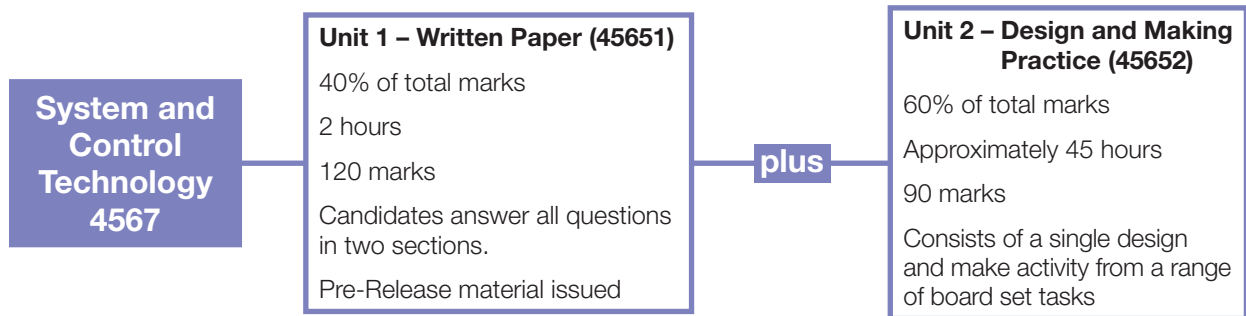 System and
Control
Technology
4567
Unit 1 – Written Paper (45651)
40% of total marks
2 hours
120 marks
Candidates answer all questions
in two sections.
Pre-Release material issued
plus
Unit 2 – Design and Making
Practice (45652)
60% of total marks
Approximately 45 hours
90 marks
Consists of a single design
and make activity from a range
of board set tasks